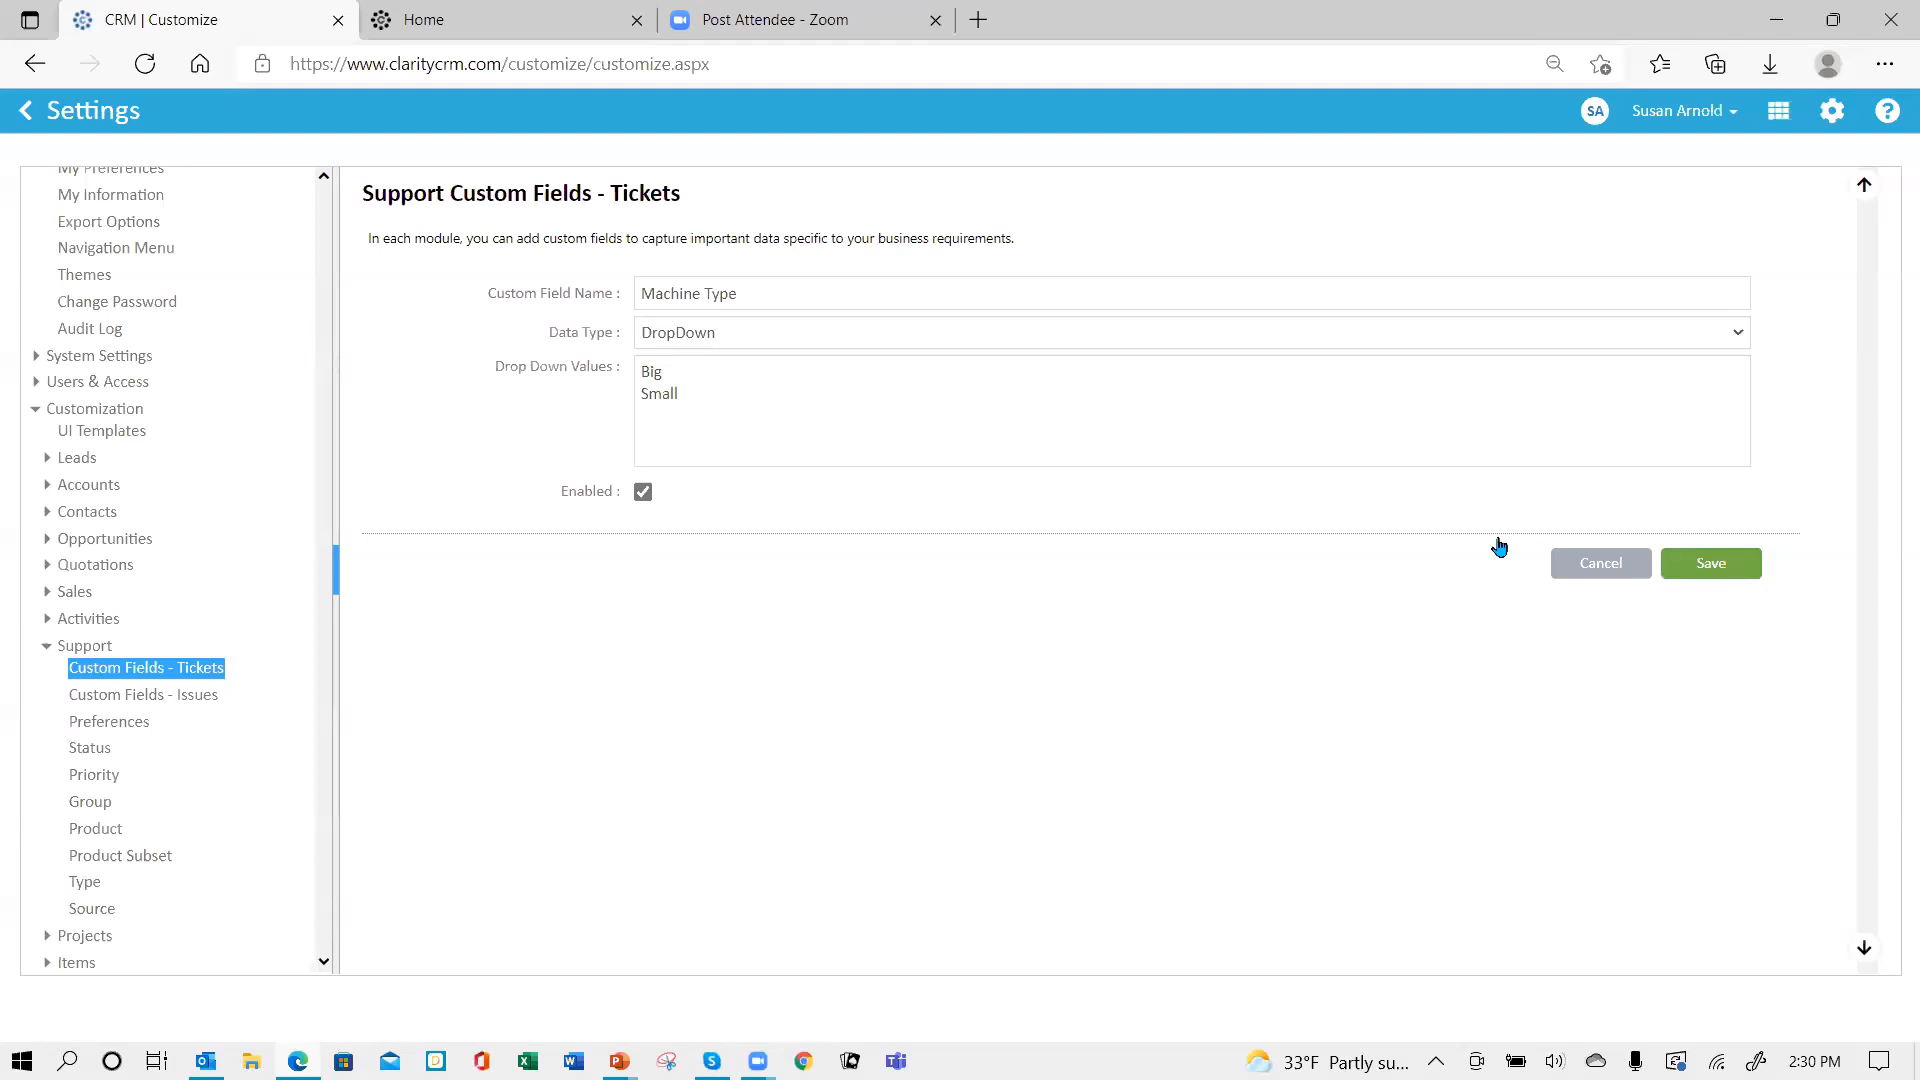 CRM | Customize
Home
Post Attendee - Zoom
https://www.claritycrm.com/customize/customize.aspx
Settings
SA
Susan Arnold
My Preferences
My Information
Export Options
Navigation Menu
Themes
Change Password
Audit Log
System Settings
Users & Access
Customization
UI Templates
Leads
Accounts
Contacts
Opportunities
Quotations
Sales
Activities
Support
Custom Fields - Tickets
Custom Fields - Issues
Preferences
Status
Priority
Group
Product
Product Subset
Type
Source
Projects
Items
Support Custom Fields - Tickets
In each module, you can add custom fields to capture important data specific to your business requirements.
Custom Field Name : Machine Type
Data Type : DropDown
Drop Down Values : Big
Small
Enabled :
Cancel
Save
33°F Partly su...
2:30 PM